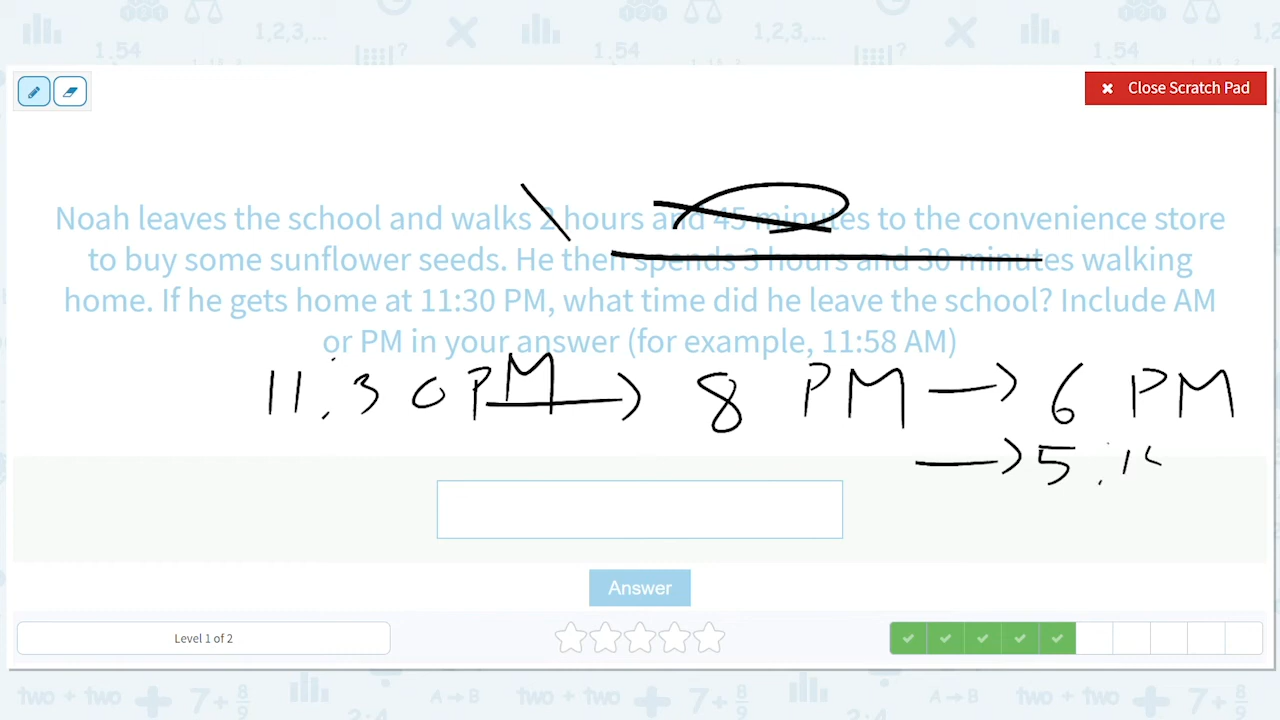 Close Scratch Pad
Noah leaves the school and walks 2 hours and 45 minutes to the convenience store
to buy some sunflower seeds. He then spends 3 hours and 30 minutes walking
home. If he gets home at 11:30 PM, what time did he leave the school? Include AM
or PM in your answer (for example, 11:58 AM)
11:30 PM → 8 PM → 6 PM
→ 5:1
Answer
Level 1 of 2